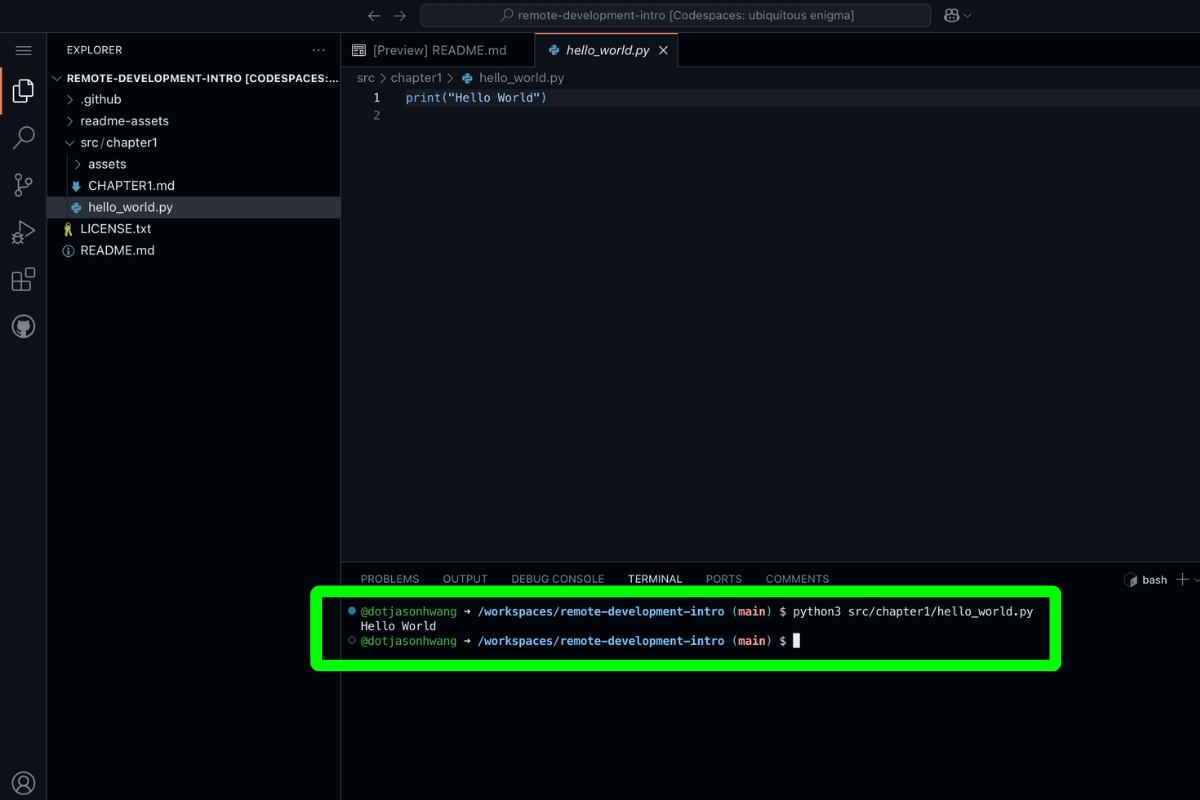 remote-development-intro [Codespaces: ubiquitous enigma]
EXPLORER
REMOTE-DEVELOPMENT-INTRO [CODESPACES:...
.github
readme-assets
src/chapter1
assets
CHAPTER1.md
hello_world.py
LICENSE.txt
README.md
[Preview] README.md
hello_world.py
src > chapter1 > hello_world.py
1 print("Hello World")
2
PROBLEMS OUTPUT DEBUG CONSOLE TERMINAL PORTS COMMENTS
bash
@dotjasonhwang ➜ /workspaces/remote-development-intro (main) $ python3 src/chapter1/hello_world.py
Hello World
@dotjasonhwang ➜ /workspaces/remote-development-intro (main) $